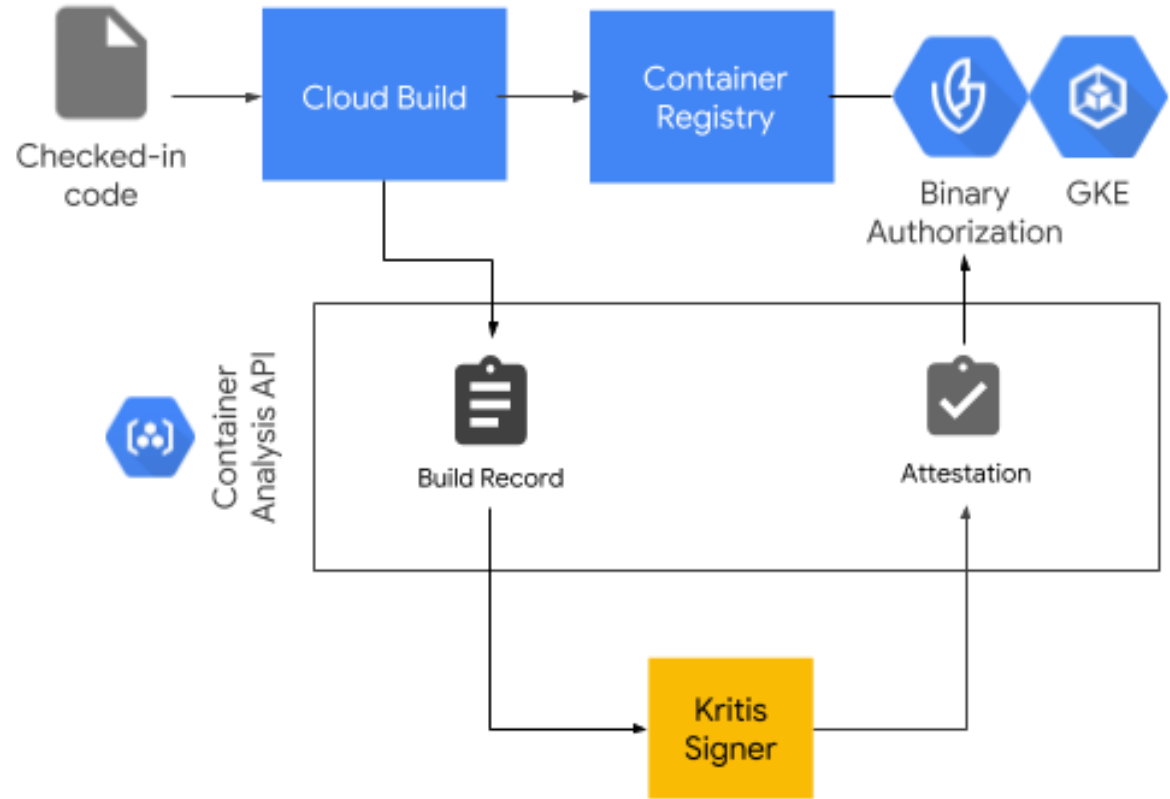 Checked-in
code
Cloud Build
Container
Registry
Binary
Authorization
GKE
Container
Analysis API
Build Record
Attestation
Kritis
Signer